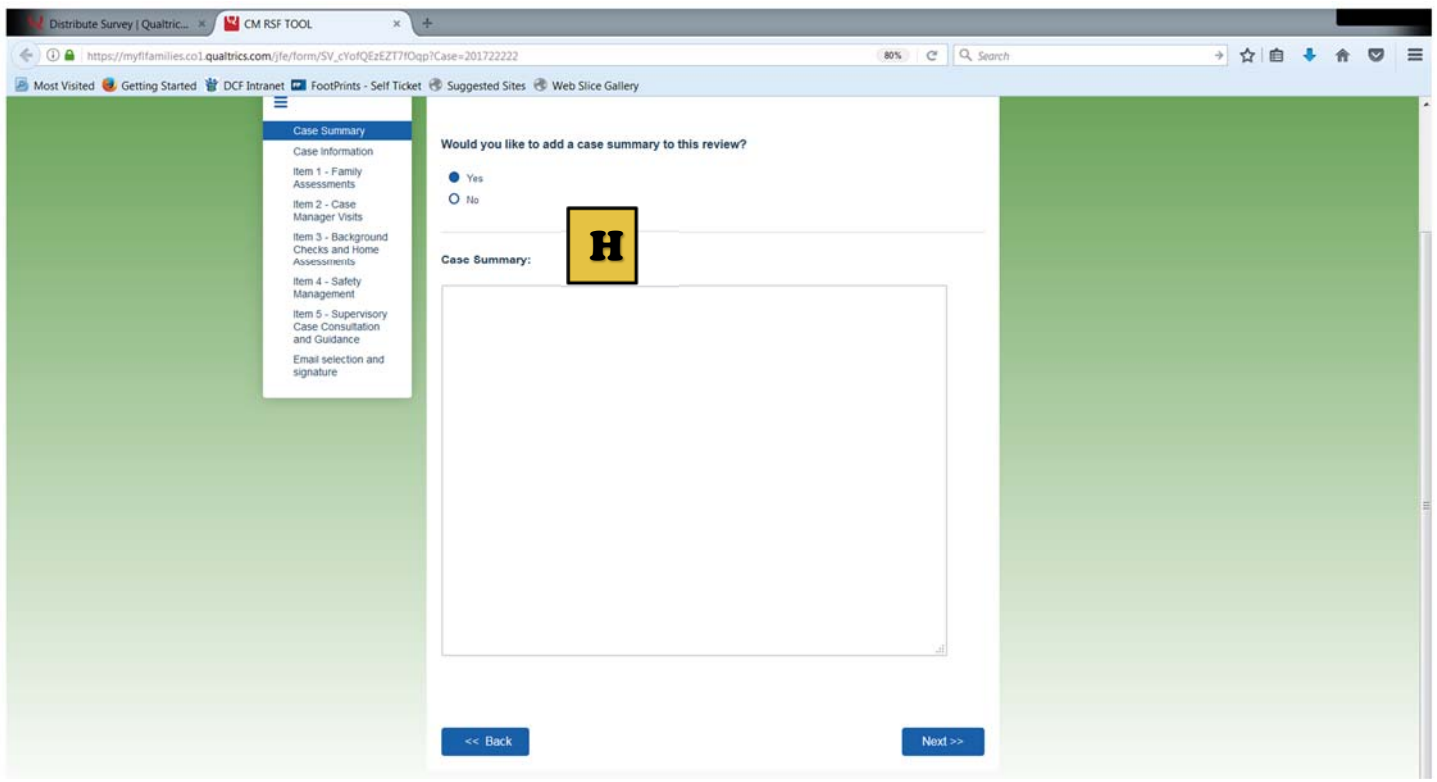 Distribute Survey | Qualtric... ×
CM RSF TOOL ×
+
https://myflfamilies.co1.qualtrics.com/jfe/form/SV_cYofQEzEZT7fOqp?Case=201722222
80%
Search
Most Visited Getting Started DCF Intranet FootPrints - Self Ticket Suggested Sites Web Slice Gallery
Case Summary
Case Information
Item 1 - Family
Assessments
Item 2 - Case
Manager Visits
Item 3 - Background
Checks and Home
Assessments
Item 4 - Safety
Management
Item 5 - Supervisory
Case Consultation
and Guidance
Email selection and
signature
Would you like to add a case summary to this review?
Yes
No
H
Case Summary:
<< Back
Next >>